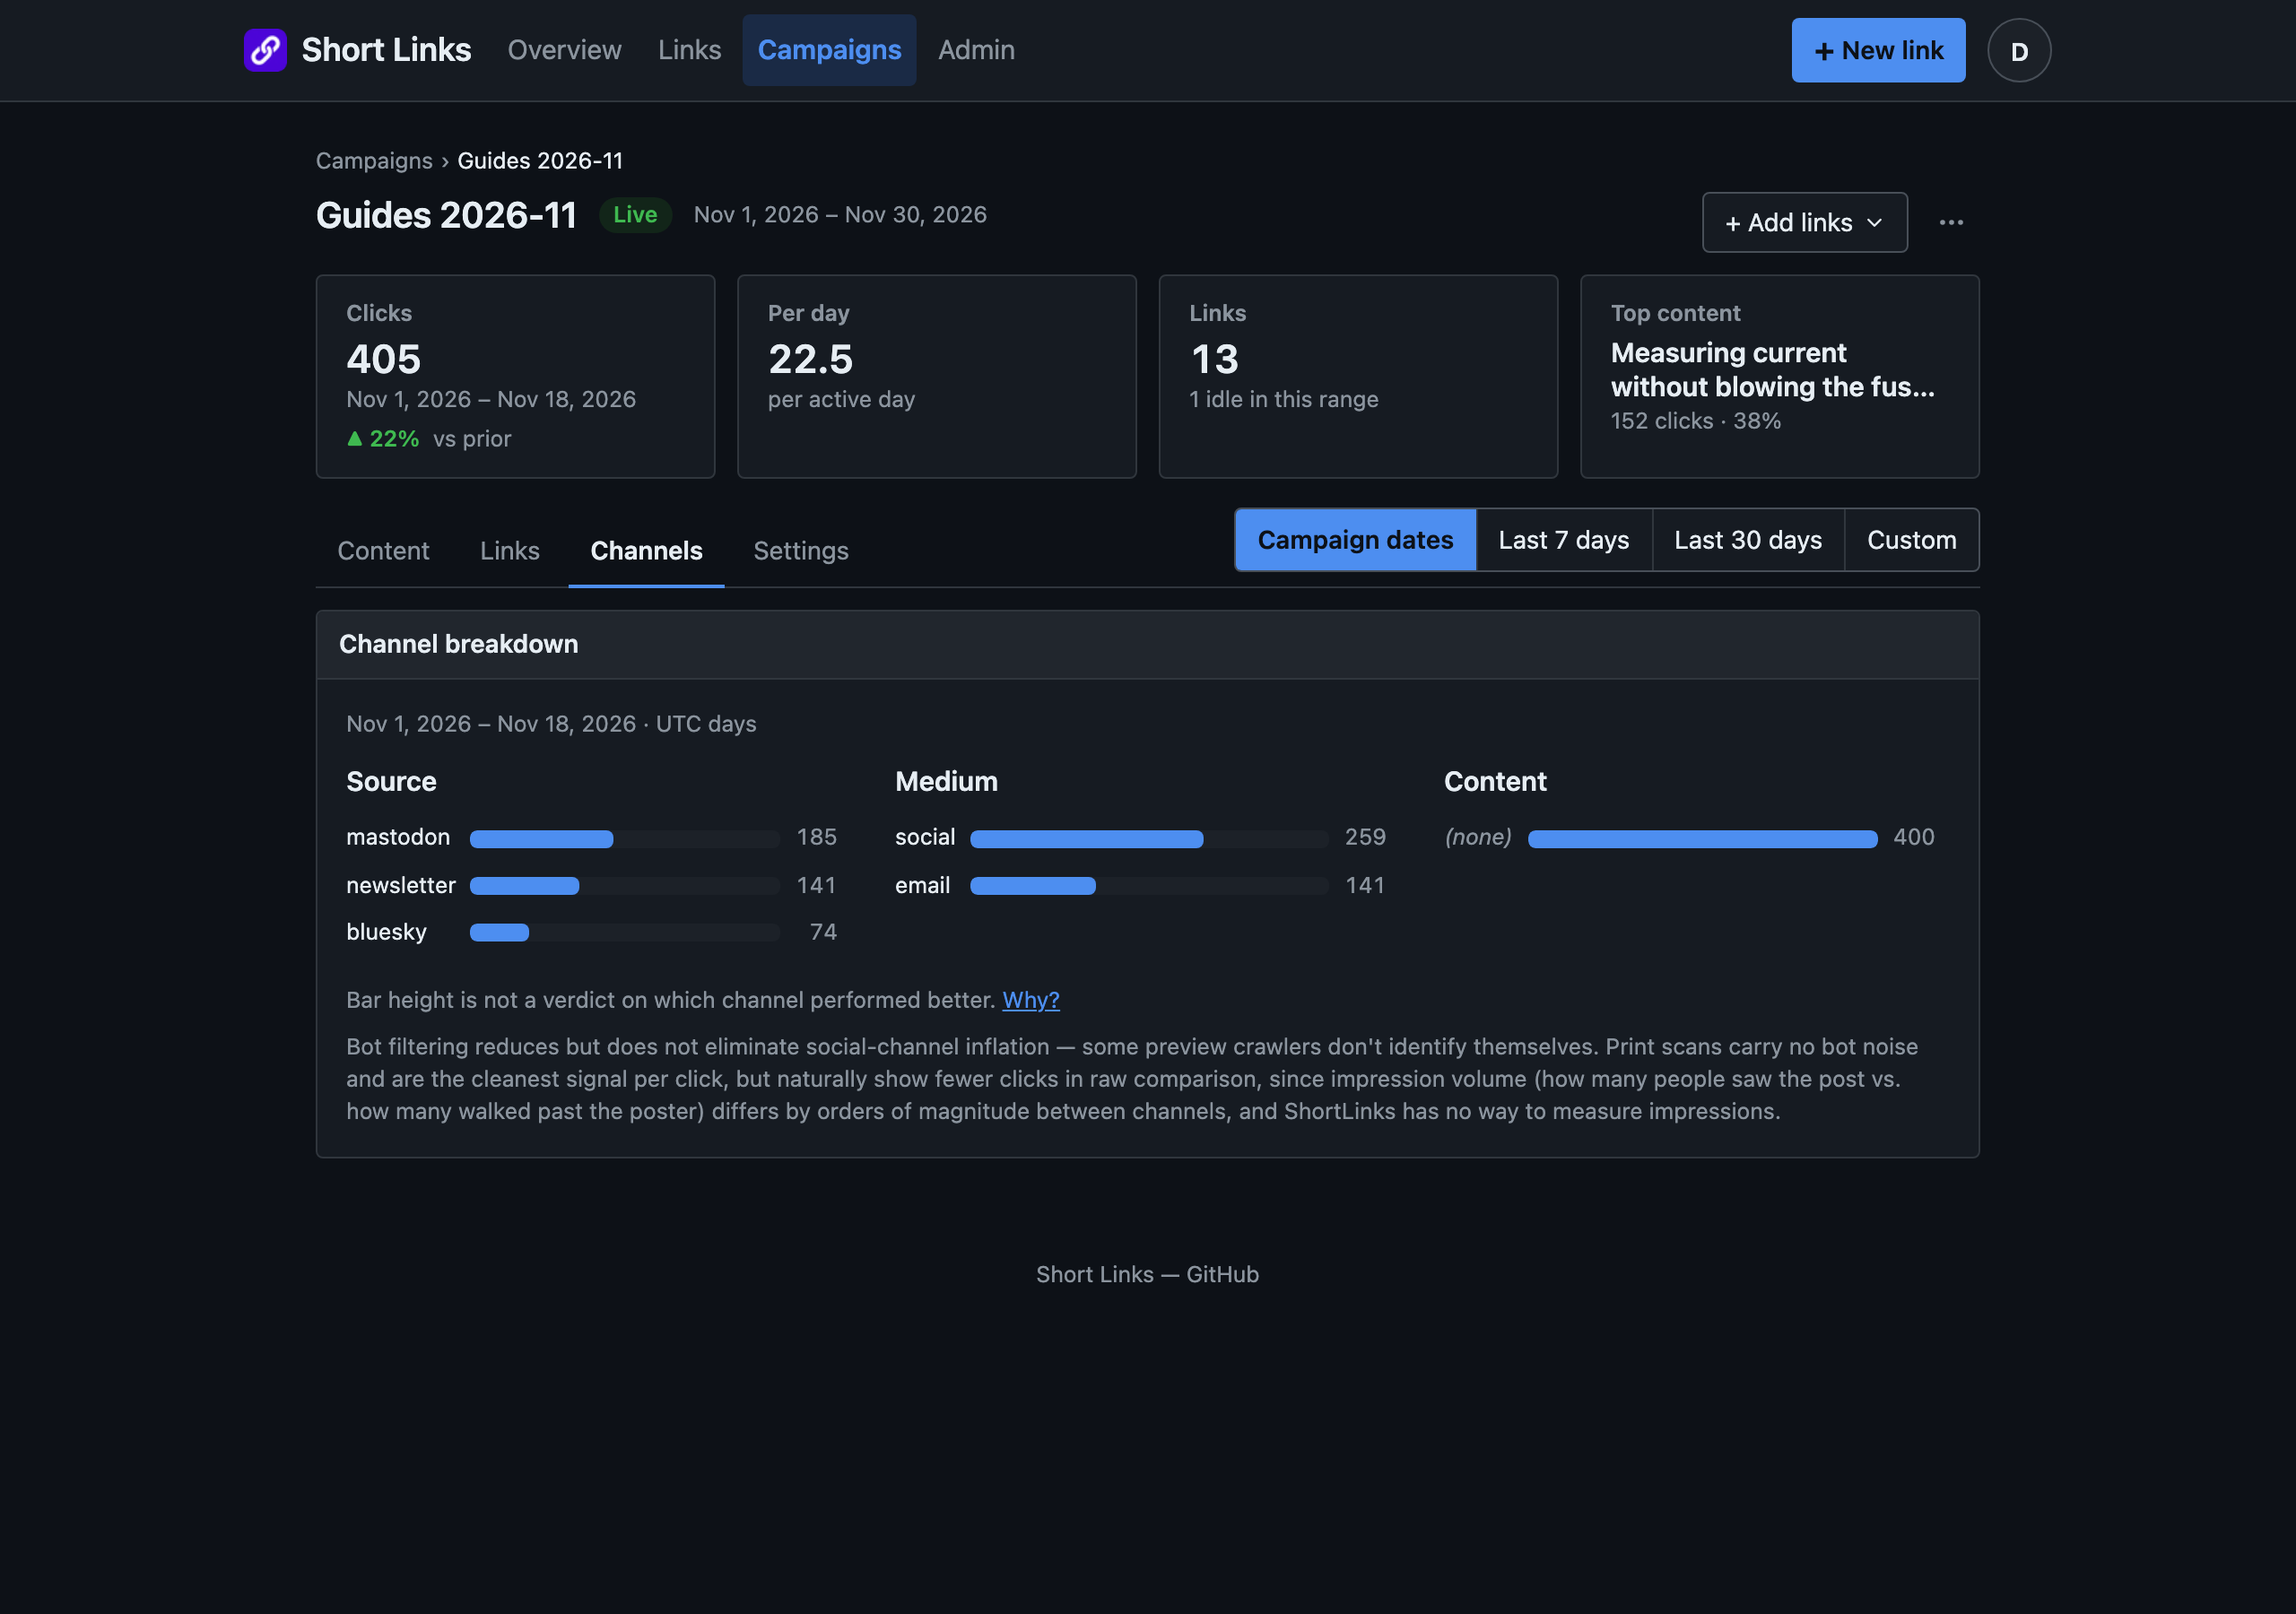 Short Links
Overview
Links
Campaigns
Admin
+ New link
D
Campaigns › Guides 2026-11
Guides 2026-11
Live
Nov 1, 2026 – Nov 30, 2026
+ Add links
Clicks
405
Nov 1, 2026 – Nov 18, 2026
▲ 22% vs prior
Per day
22.5
per active day
Links
13
1 idle in this range
Top content
Measuring current
without blowing the fus...
152 clicks · 38%
Content
Links
Channels
Settings
Campaign dates
Last 7 days
Last 30 days
Custom
Channel breakdown
Nov 1, 2026 – Nov 18, 2026 · UTC days
Source
mastodon 185
newsletter 141
bluesky 74
Medium
social 259
email 141
Content
(none) 400
Bar height is not a verdict on which channel performed better. Why?
Bot filtering reduces but does not eliminate social-channel inflation — some preview crawlers don't identify themselves. Print scans carry no bot noise
and are the cleanest signal per click, but naturally show fewer clicks in raw comparison, since impression volume (how many people saw the post vs.
how many walked past the poster) differs by orders of magnitude between channels, and ShortLinks has no way to measure impressions.
Short Links — GitHub